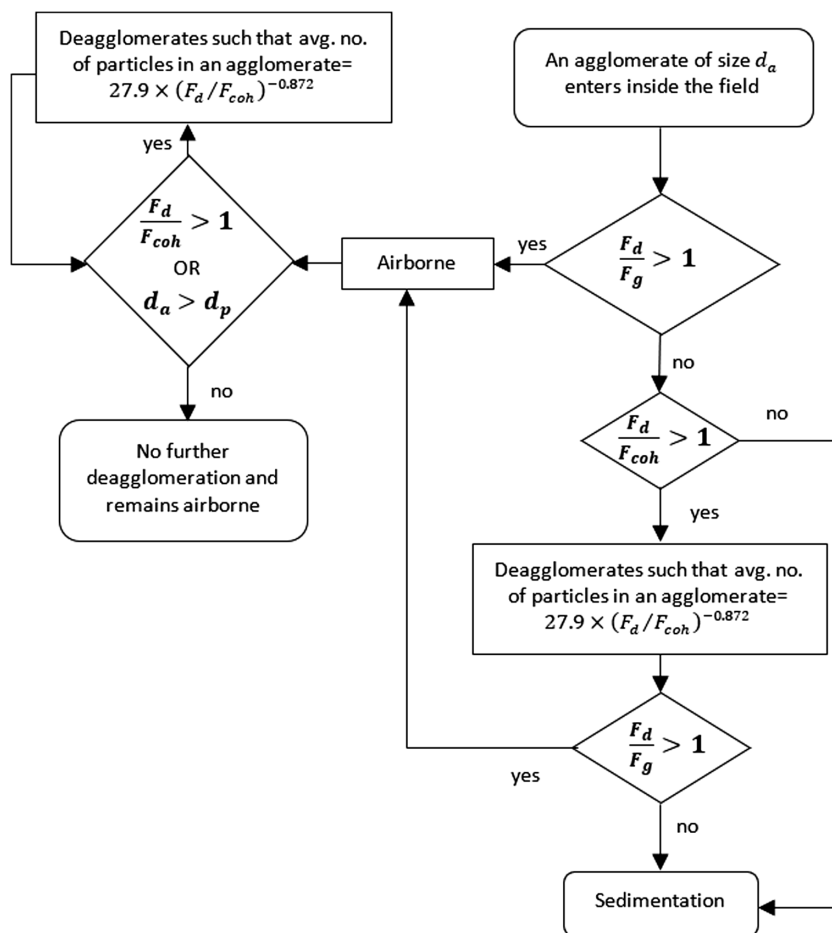 Deagglomerates such that avg. no.
of particles in an agglomerate=
27.9 × (F_d/F_coh)^−0.872
An agglomerate of size d_a
enters inside the field
yes
F_d/F_coh > 1
OR
d_a > d_p
Airborne
yes
F_d/F_g > 1
no
No further
deagglomeration and
remains airborne
no
F_d/F_coh > 1
no
yes
Deagglomerates such that avg. no.
of particles in an agglomerate=
27.9 × (F_d/F_coh)^−0.872
F_d/F_g > 1
yes
no
Sedimentation